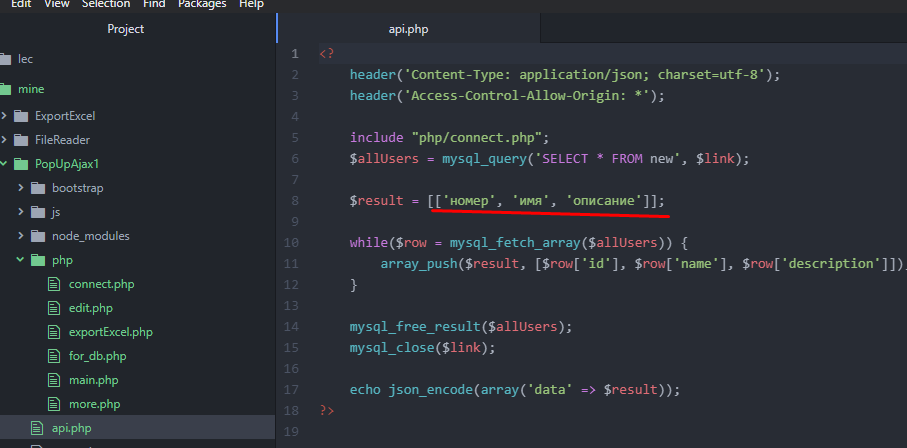 Edit View Selection Find Packages Help
Project
api.php
lec
mine
ExportExcel
FileReader
PopUpAjax1
bootstrap
js
node_modules
php
connect.php
edit.php
exportExcel.php
for_db.php
main.php
more.php
api.php
1 <?
2 header('Content-Type: application/json; charset=utf-8');
3 header('Access-Control-Allow-Origin: *');
4
5 include "php/connect.php";
6 $allUsers = mysql_query('SELECT * FROM new', $link);
7
8 $result = [['номер', 'имя', 'описание']];
9
10 while($row = mysql_fetch_array($allUsers)) {
11 array_push($result, [$row['id'], $row['name'], $row['description']]);
12 }
13
14 mysql_free_result($allUsers);
15 mysql_close($link);
16
17 echo json_encode(array('data' => $result));
18 ?>
19